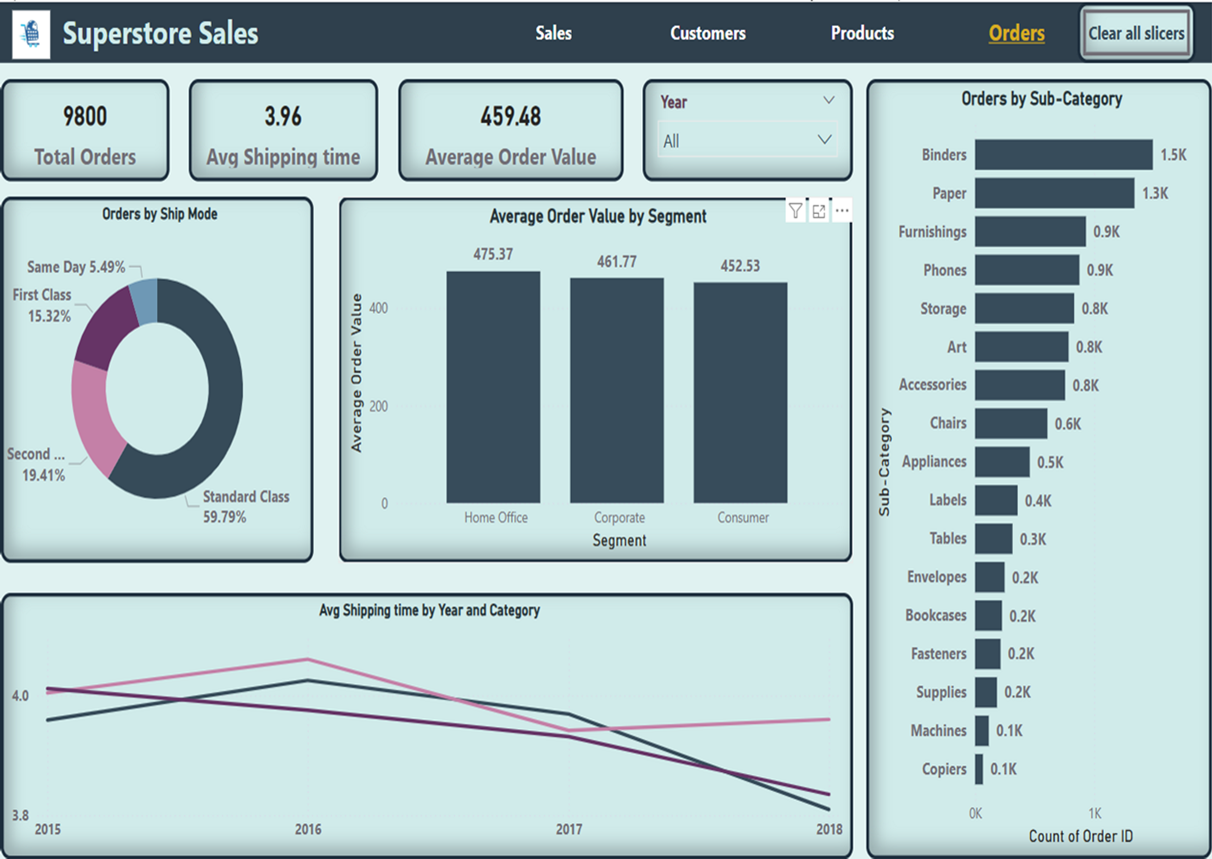 Superstore Sales
Sales
Customers
Products
Orders
Clear all slicers
9800
Total Orders
3.96
Avg Shipping time
459.48
Average Order Value
Year
All
Orders by Ship Mode
Same Day 5.49%
First Class
15.32%
Second ...
19.41%
Standard Class
59.79%
Average Order Value by Segment
Average Order Value
400
200
0
475.37
461.77
452.53
Home Office
Corporate
Consumer
Segment
Avg Shipping time by Year and Category
4.0
3.8
2015
2016
2017
2018
Orders by Sub-Category
Sub-Category
Binders 1.5K
Paper 1.3K
Furnishings 0.9K
Phones 0.9K
Storage 0.8K
Art 0.8K
Accessories 0.8K
Chairs 0.6K
Appliances 0.5K
Labels 0.4K
Tables 0.3K
Envelopes 0.2K
Bookcases 0.2K
Fasteners 0.2K
Supplies 0.2K
Machines 0.1K
Copiers 0.1K
0K 1K
Count of Order ID